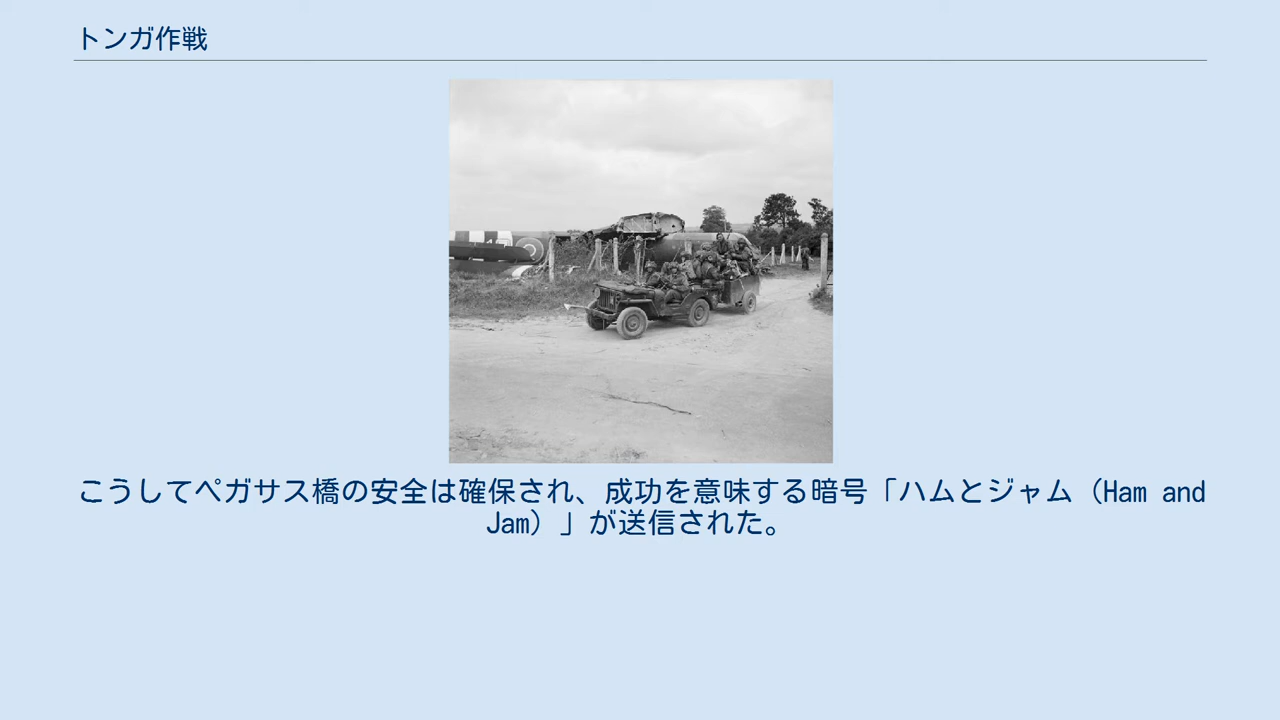 トンガ作戦
こうしてペガサス橋の安全は確保され、成功を意味する暗号「ハムとジャム（Ham and
Jam）」が送信された。